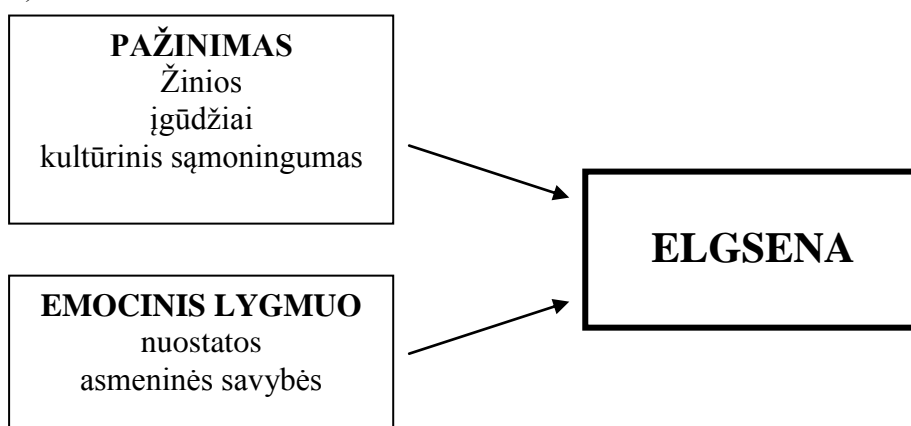 PAŽINIMAS
Žinios
įgūdžiai
kultūrinis sąmoningumas
EMOCINIS LYGMUO
nuostatos
asmeninės savybės
ELGSENA